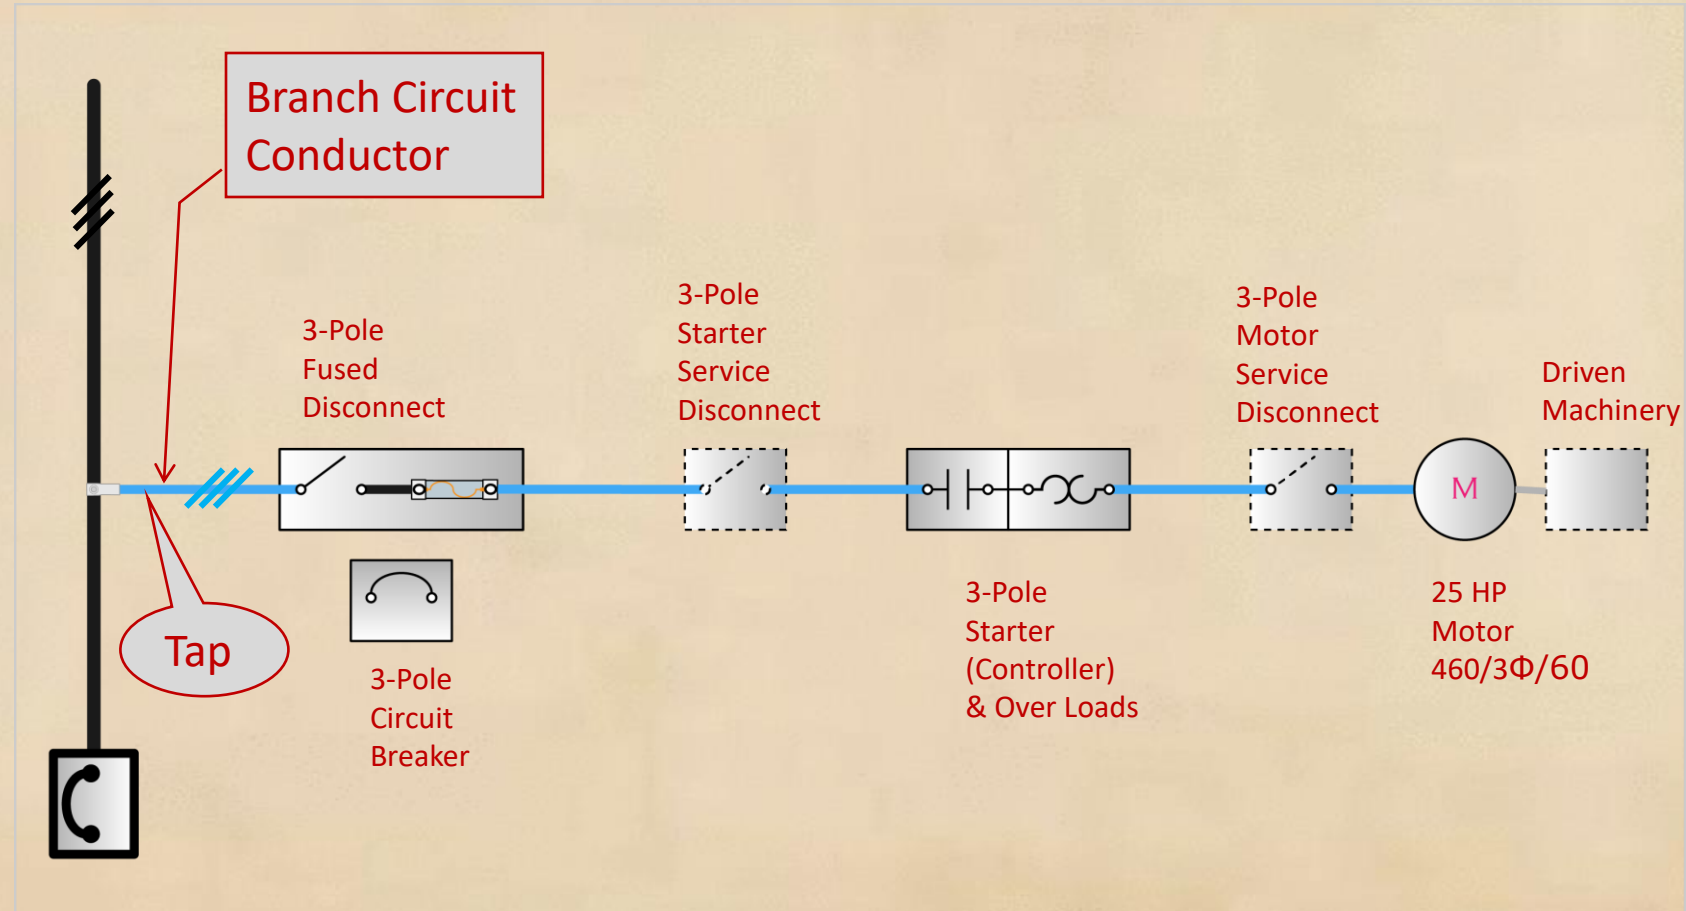 Branch Circuit
Conductor
3-Pole
Fused
Disconnect
3-Pole
Starter
Service
Disconnect
3-Pole
Motor
Service
Disconnect
Driven
Machinery
M
Tap
3-Pole
Circuit
Breaker
3-Pole
Starter
(Controller)
& Over Loads
25 HP
Motor
460/3Φ/60